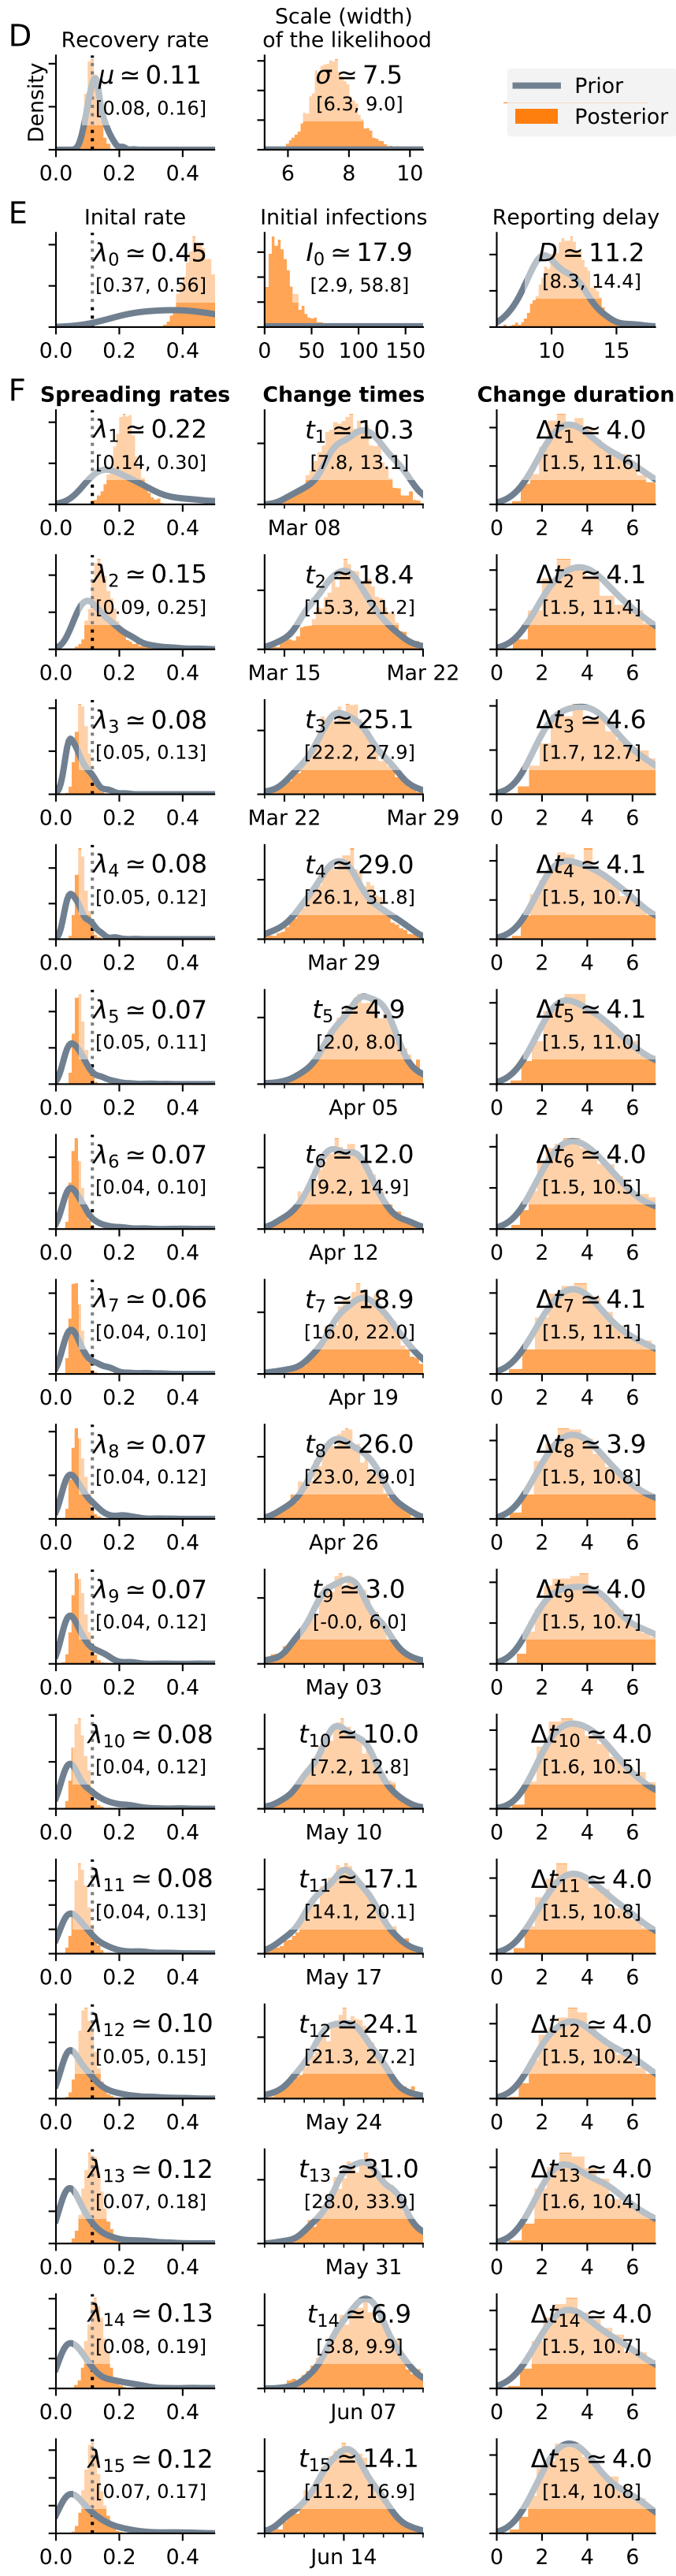 D
Recovery rate
Scale (width)
of the likelihood
Density
μ ≃ 0.11
[0.08, 0.16]
0.0 0.2 0.4
σ ≃ 7.5
[6.3, 9.0]
6 8 10
Prior
Posterior
E
Inital rate
Initial infections
Reporting delay
λ0 ≃ 0.45
[0.37, 0.56]
0.0 0.2 0.4
I0 ≃ 17.9
[2.9, 58.8]
0 50 100 150
D ≃ 11.2
[8.3, 14.4]
10 15
F
Spreading rates
Change times
Change duration
λ1 ≃ 0.22
[0.14, 0.30]
0.0 0.2 0.4
t1 ≃ 10.3
[7.8, 13.1]
Mar 08
Δt1 ≃ 4.0
[1.5, 11.6]
0 2 4 6
λ2 ≃ 0.15
[0.09, 0.25]
0.0 0.2 0.4
t2 ≃ 18.4
[15.3, 21.2]
Mar 15 Mar 22
Δt2 ≃ 4.1
[1.5, 11.4]
0 2 4 6
λ3 ≃ 0.08
[0.05, 0.13]
0.0 0.2 0.4
t3 ≃ 25.1
[22.2, 27.9]
Mar 22 Mar 29
Δt3 ≃ 4.6
[1.7, 12.7]
0 2 4 6
λ4 ≃ 0.08
[0.05, 0.12]
0.0 0.2 0.4
t4 ≃ 29.0
[26.1, 31.8]
Mar 29
Δt4 ≃ 4.1
[1.5, 10.7]
0 2 4 6
λ5 ≃ 0.07
[0.05, 0.11]
0.0 0.2 0.4
t5 ≃ 4.9
[2.0, 8.0]
Apr 05
Δt5 ≃ 4.1
[1.5, 11.0]
0 2 4 6
λ6 ≃ 0.07
[0.04, 0.10]
0.0 0.2 0.4
t6 ≃ 12.0
[9.2, 14.9]
Apr 12
Δt6 ≃ 4.0
[1.5, 10.5]
0 2 4 6
λ7 ≃ 0.06
[0.04, 0.10]
0.0 0.2 0.4
t7 ≃ 18.9
[16.0, 22.0]
Apr 19
Δt7 ≃ 4.1
[1.5, 11.1]
0 2 4 6
λ8 ≃ 0.07
[0.04, 0.12]
0.0 0.2 0.4
t8 ≃ 26.0
[23.0, 29.0]
Apr 26
Δt8 ≃ 3.9
[1.5, 10.8]
0 2 4 6
λ9 ≃ 0.07
[0.04, 0.12]
0.0 0.2 0.4
t9 ≃ 3.0
[-0.0, 6.0]
May 03
Δt9 ≃ 4.0
[1.5, 10.7]
0 2 4 6
λ10 ≃ 0.08
[0.04, 0.12]
0.0 0.2 0.4
t10 ≃ 10.0
[7.2, 12.8]
May 10
Δt10 ≃ 4.0
[1.6, 10.5]
0 2 4 6
λ11 ≃ 0.08
[0.04, 0.13]
0.0 0.2 0.4
t11 ≃ 17.1
[14.1, 20.1]
May 17
Δt11 ≃ 4.0
[1.5, 10.8]
0 2 4 6
λ12 ≃ 0.10
[0.05, 0.15]
0.0 0.2 0.4
t12 ≃ 24.1
[21.3, 27.2]
May 24
Δt12 ≃ 4.0
[1.5, 10.2]
0 2 4 6
λ13 ≃ 0.12
[0.07, 0.18]
0.0 0.2 0.4
t13 ≃ 31.0
[28.0, 33.9]
May 31
Δt13 ≃ 4.0
[1.6, 10.4]
0 2 4 6
λ14 ≃ 0.13
[0.08, 0.19]
0.0 0.2 0.4
t14 ≃ 6.9
[3.8, 9.9]
Jun 07
Δt14 ≃ 4.0
[1.5, 10.7]
0 2 4 6
λ15 ≃ 0.12
[0.07, 0.17]
0.0 0.2 0.4
t15 ≃ 14.1
[11.2, 16.9]
Jun 14
Δt15 ≃ 4.0
[1.4, 10.8]
0 2 4 6